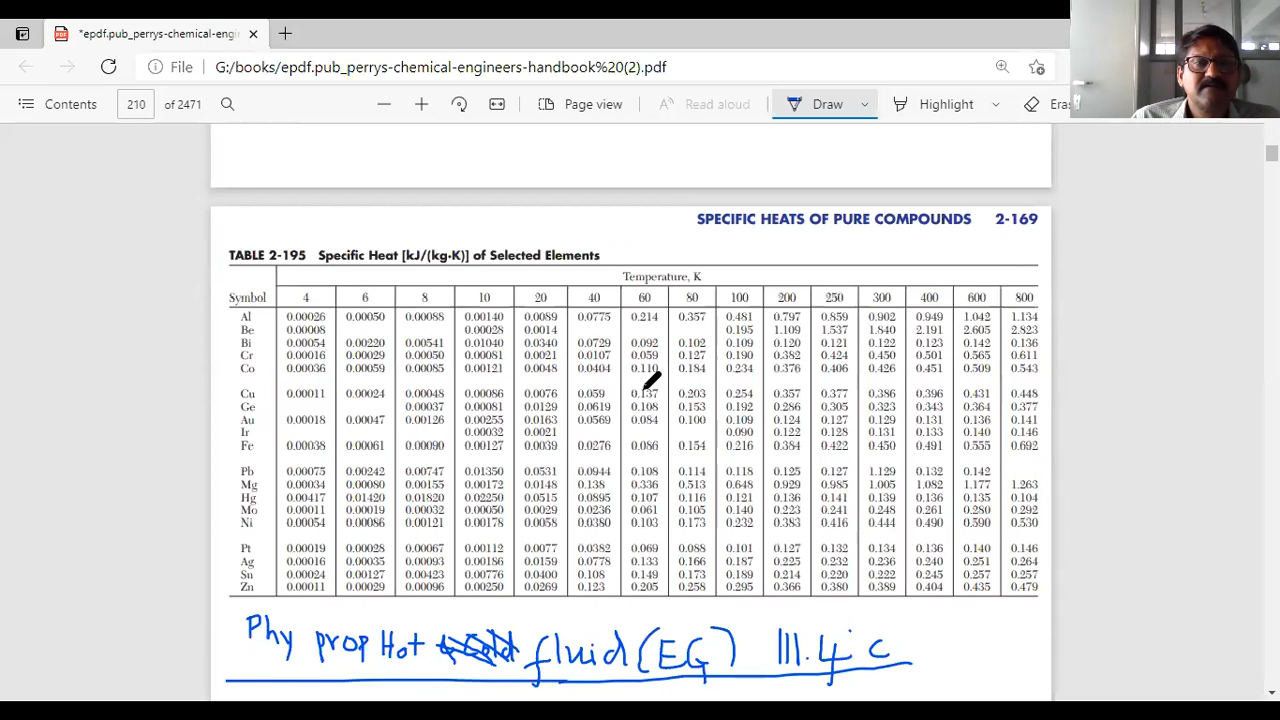 *epdf.pub_perrys-chemical-engi
File G:/books/epdf.pub_perrys-chemical-engineers-handbook%20(2).pdf
Contents 210 of 2471 Page view Read aloud Draw Highlight Eras
SPECIFIC HEATS OF PURE COMPOUNDS 2-169
TABLE 2-195 Specific Heat [kJ/(kg·K)] of Selected Elements
Temperature, K
Symbol 4 6 8 10 20 40 60 80 100 200 250 300 400 600 800
Al 0.00026 0.00050 0.00088 0.00140 0.0089 0.0775 0.214 0.357 0.481 0.797 0.859 0.902 0.949 1.042 1.134
Be 0.00008 0.00028 0.0014 0.195 1.109 1.537 1.840 2.191 2.605 2.823
Bi 0.00054 0.00220 0.00541 0.01040 0.0340 0.0729 0.092 0.102 0.109 0.120 0.121 0.122 0.123 0.142 0.136
Cr 0.00016 0.00029 0.00050 0.00081 0.0021 0.0107 0.059 0.127 0.190 0.382 0.424 0.450 0.501 0.565 0.611
Co 0.00036 0.00059 0.00085 0.00121 0.0048 0.0404 0.110 0.184 0.234 0.376 0.406 0.426 0.451 0.509 0.543
Cu 0.00011 0.00024 0.00048 0.00086 0.0076 0.059 0.137 0.203 0.254 0.357 0.377 0.386 0.396 0.431 0.448
Ge 0.00037 0.00081 0.0129 0.0619 0.108 0.153 0.192 0.286 0.305 0.323 0.343 0.364 0.377
Au 0.00018 0.00047 0.00126 0.00255 0.0163 0.0569 0.084 0.100 0.109 0.124 0.127 0.129 0.131 0.136 0.141
Ir 0.00032 0.0021 0.090 0.122 0.128 0.131 0.133 0.140 0.146
Fe 0.00038 0.00061 0.00090 0.00127 0.0039 0.0276 0.086 0.154 0.216 0.384 0.422 0.450 0.491 0.555 0.692
Pb 0.00075 0.00242 0.00747 0.01350 0.0531 0.0944 0.108 0.114 0.118 0.125 0.127 1.129 0.132 0.142
Mg 0.00034 0.00080 0.00155 0.00172 0.0148 0.138 0.336 0.513 0.648 0.929 0.985 1.005 1.082 1.177 1.263
Hg 0.00417 0.01420 0.01820 0.02250 0.0515 0.0895 0.107 0.116 0.121 0.136 0.141 0.139 0.136 0.135 0.104
Mo 0.00011 0.00019 0.00032 0.00050 0.0029 0.0236 0.061 0.105 0.140 0.223 0.241 0.248 0.261 0.280 0.292
Ni 0.00054 0.00086 0.00121 0.00178 0.0058 0.0380 0.103 0.173 0.232 0.383 0.416 0.444 0.490 0.590 0.530
Pt 0.00019 0.00028 0.00067 0.00112 0.0077 0.0382 0.069 0.088 0.101 0.127 0.132 0.134 0.136 0.140 0.146
Ag 0.00016 0.00035 0.00093 0.00186 0.0159 0.0778 0.133 0.166 0.187 0.225 0.232 0.236 0.240 0.251 0.264
Sn 0.00024 0.00127 0.00423 0.00776 0.0400 0.108 0.149 0.173 0.189 0.214 0.220 0.222 0.245 0.257 0.257
Zn 0.00011 0.00029 0.00096 0.00250 0.0269 0.123 0.205 0.258 0.295 0.366 0.380 0.389 0.404 0.435 0.479
Phy prop Hot fluid (EG) 111.4°c